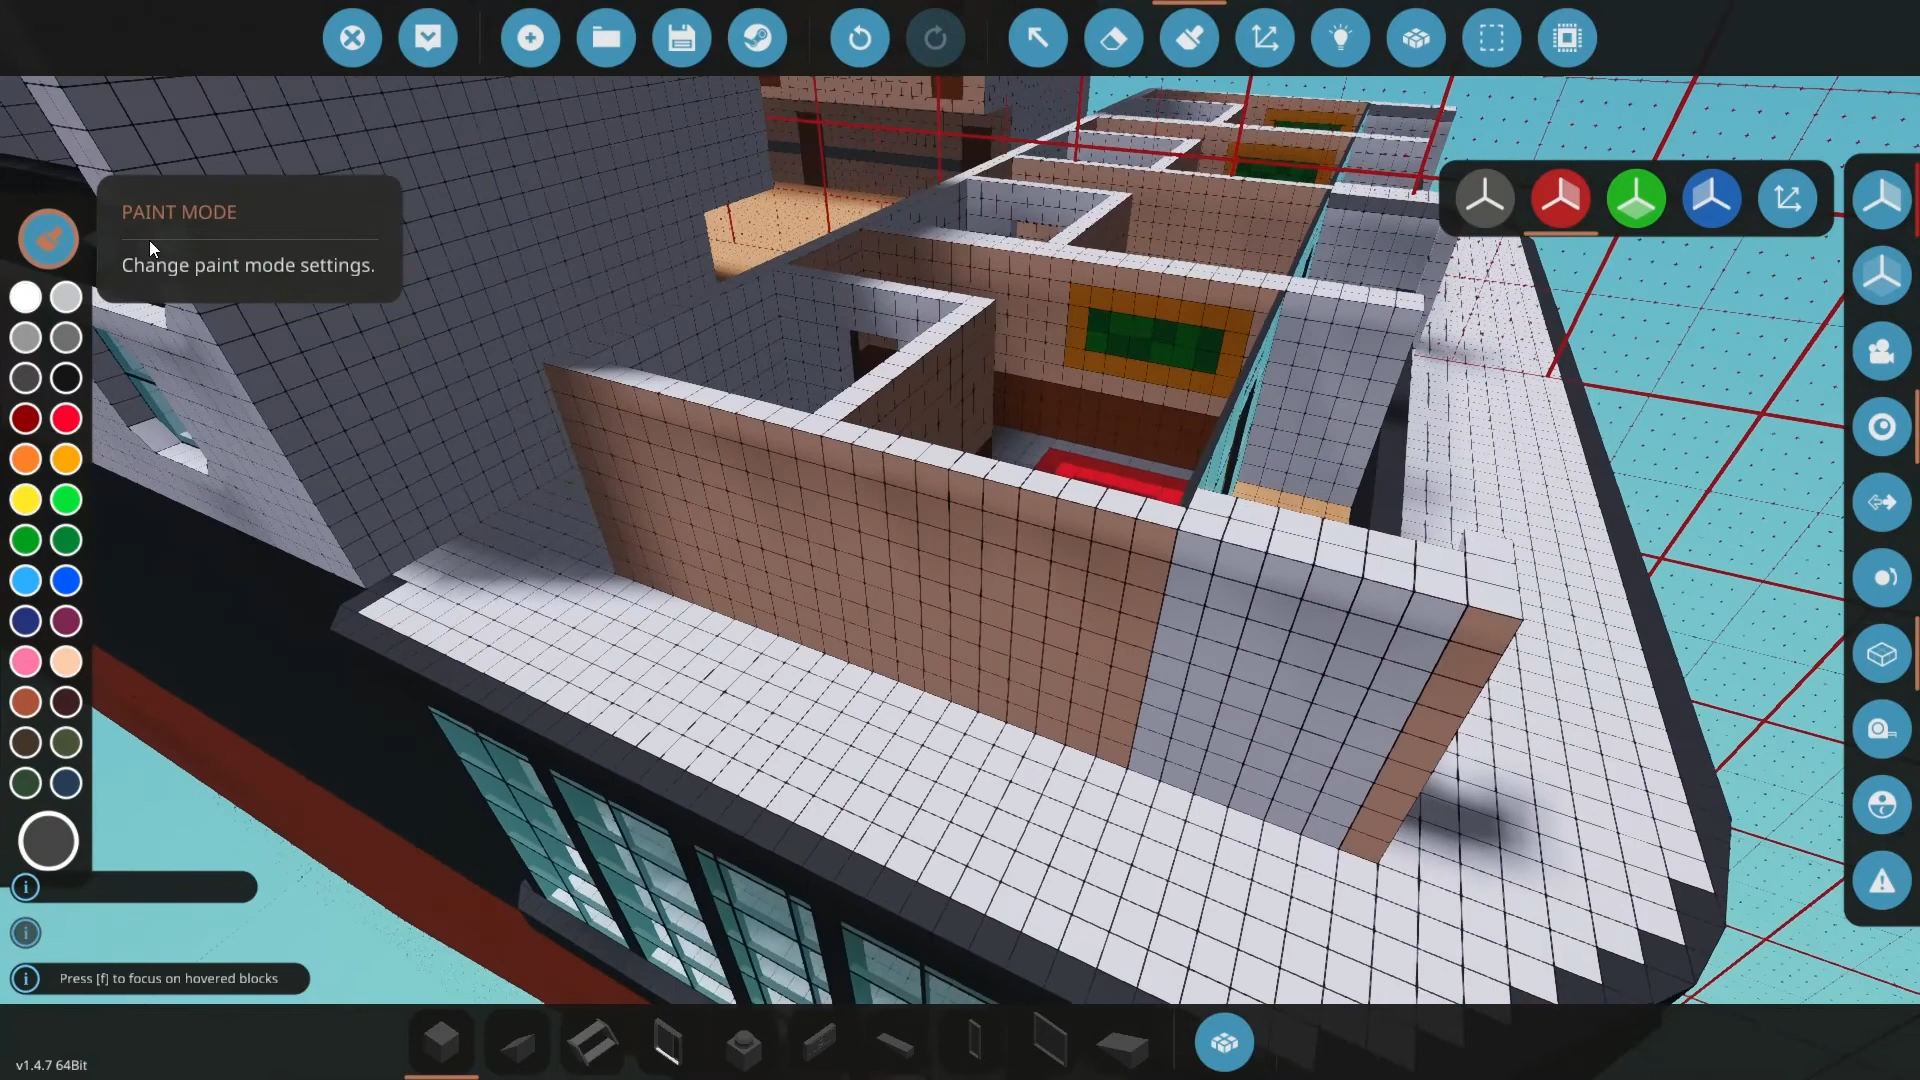 PAINT MODE
Change paint mode settings.
Press [f] to focus on hovered blocks
v1.4.7 64Bit